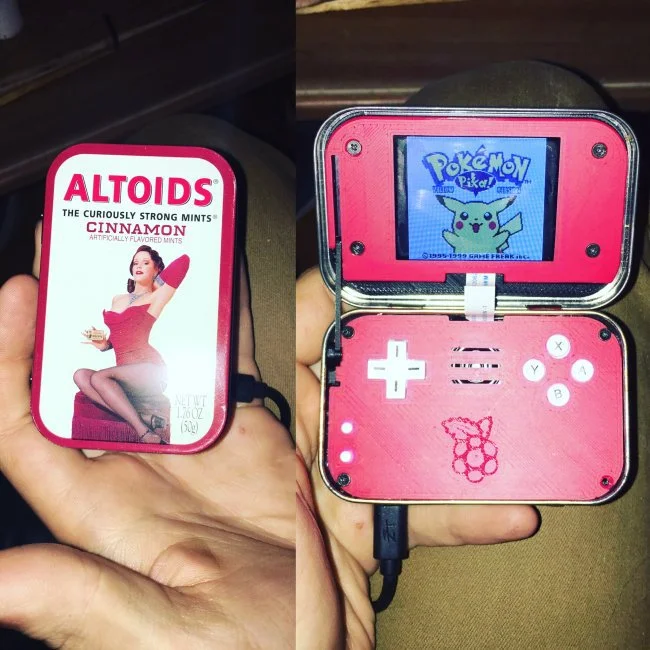 ALTOIDS®
THE CURIOUSLY STRONG MINTS®
CINNAMON
ARTIFICIALLY FLAVORED MINTS
NET WT
1.76 OZ
(50g)
POKéMON
Pika!
©1995-1999 GAME FREAK inc.
X
Y
A
B